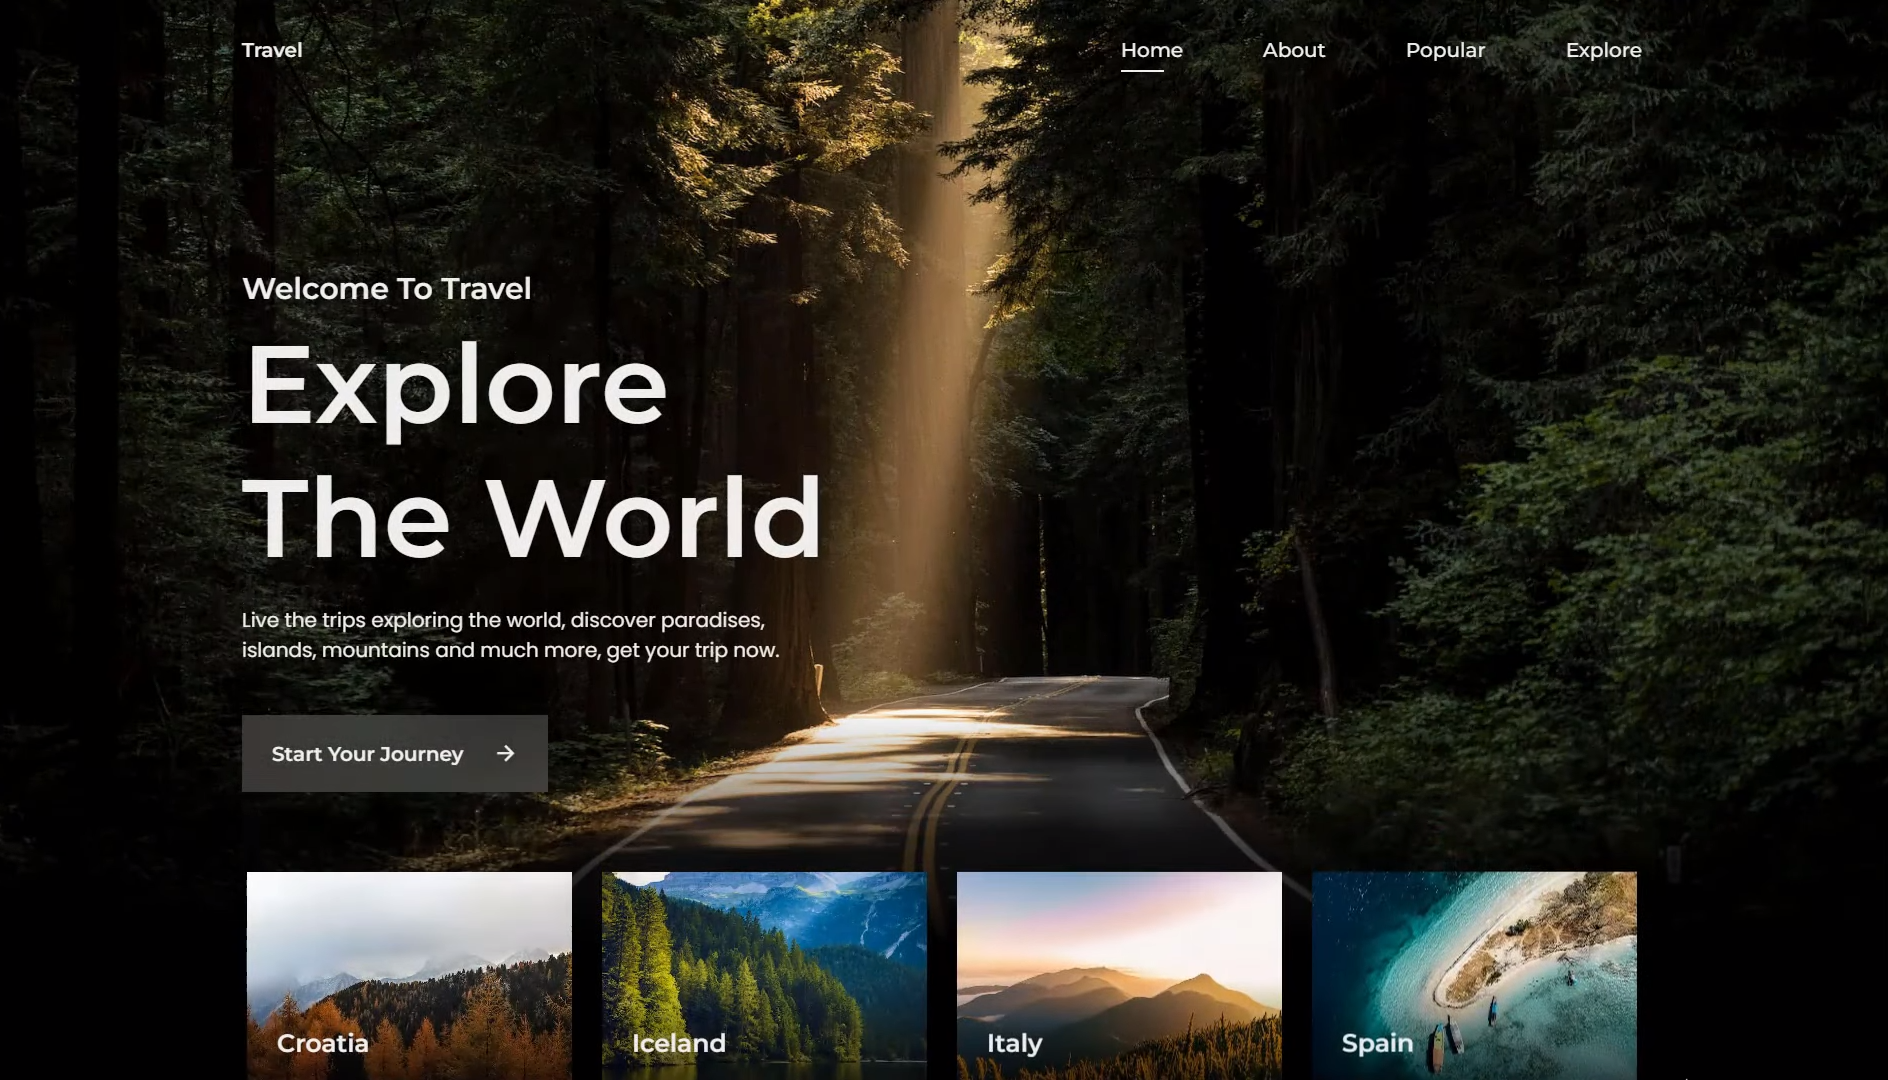 Travel
Home
About
Popular
Explore
Welcome To Travel
Explore
The World
Live the trips exploring the world, discover paradises,
islands, mountains and much more, get your trip now.
Start Your Journey
Croatia
Iceland
Italy
Spain